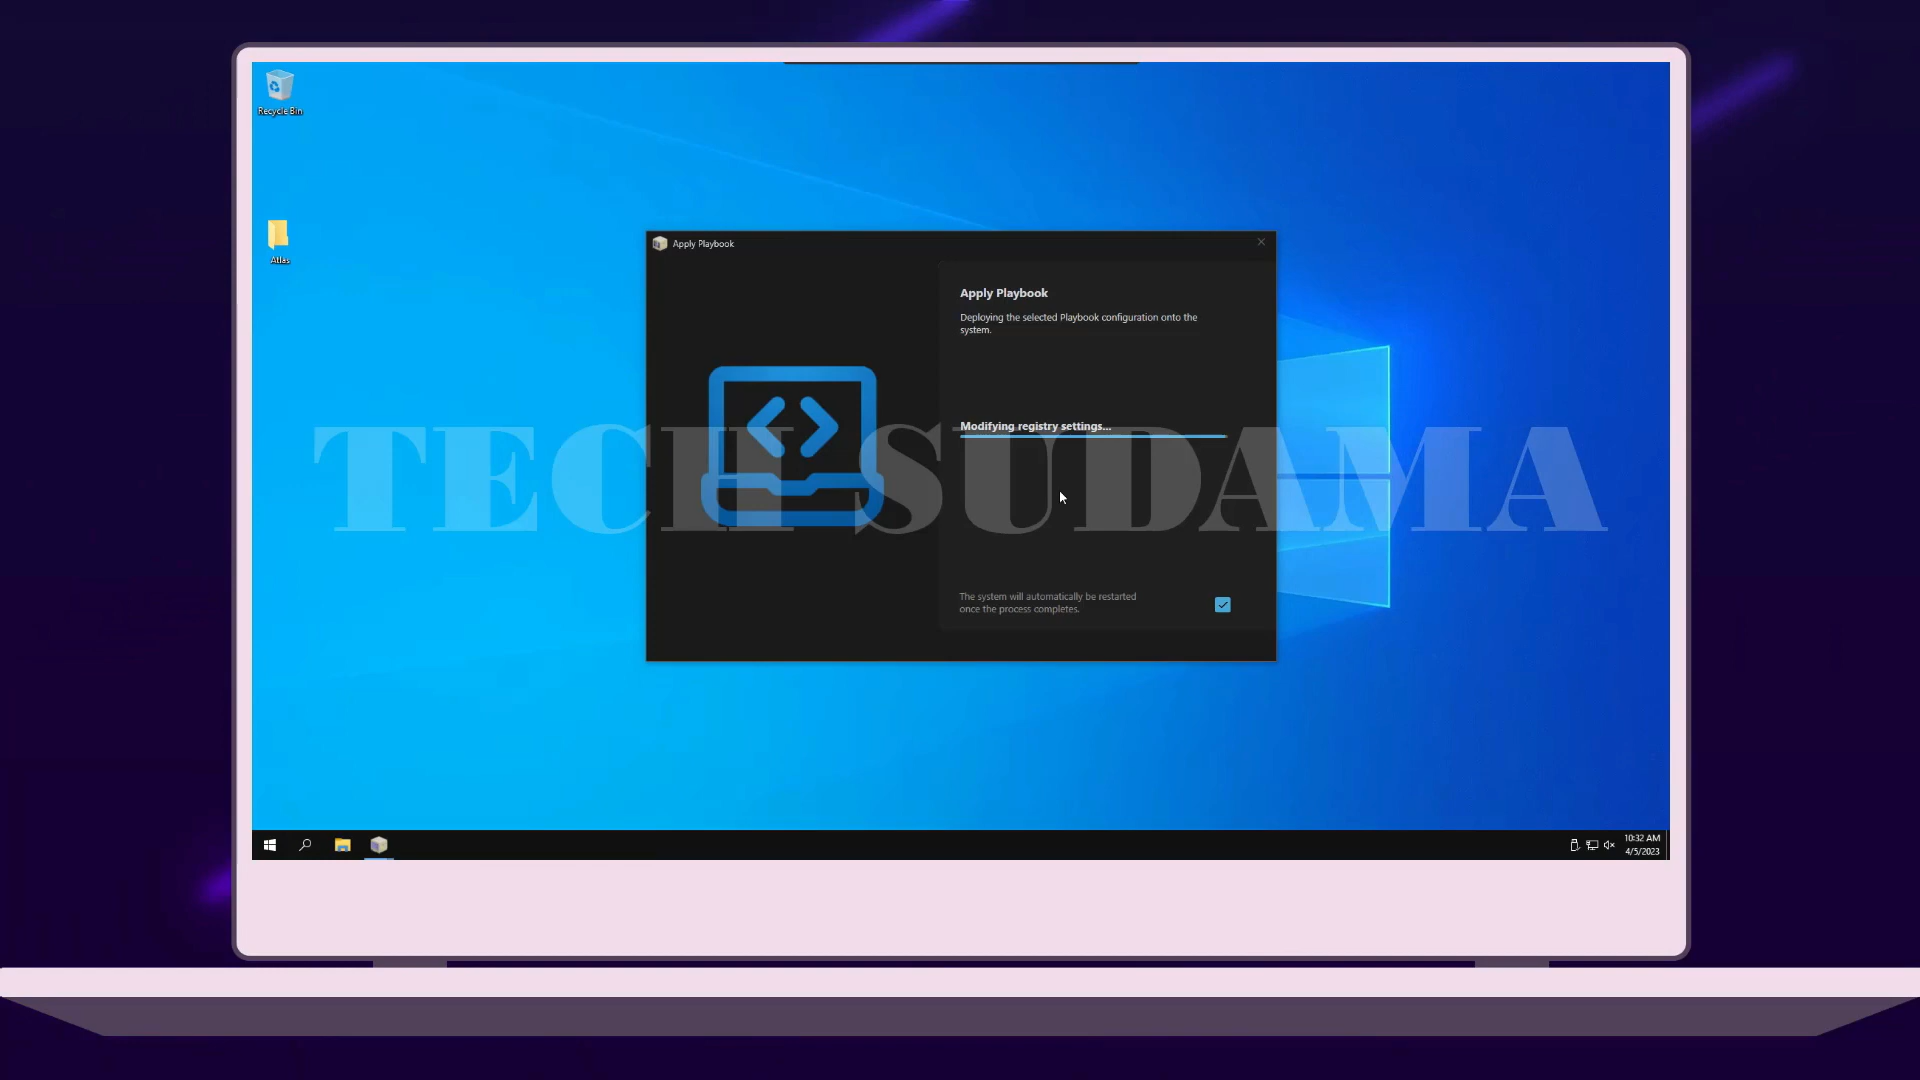 Recycle Bin
Atlas
Apply Playbook
Apply Playbook
Deploying the selected Playbook configuration onto the
system.
Modifying registry settings...
TECH SUDAMA
The system will automatically be restarted
once the process completes.
10:32 AM
4/5/2023